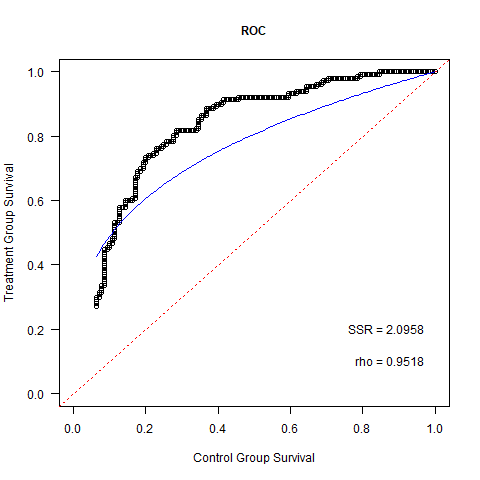 ROC
1.0
0.8
0.6
0.4
0.2
0.0
Treatment Group Survival
SSR = 2.0958
rho = 0.9518
0.0 0.2 0.4 0.6 0.8 1.0
Control Group Survival